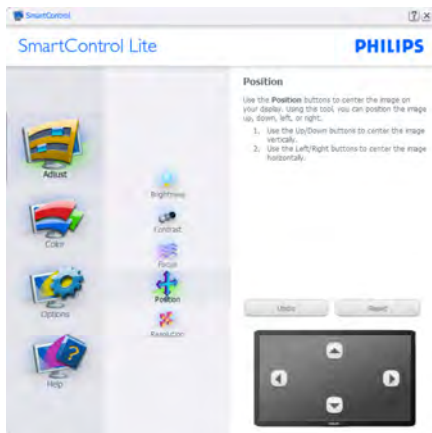 SmartControl
SmartControl Lite
PHILIPS
Adjust
Color
Options
Help
Brightness
Contrast
Focus
Position
Resolution
Position
Use the Position buttons to center the image on
your display. Using the tool, you can position the image
up, down, left, or right.
1. Use the Up/Down buttons to center the image
vertically.
2. Use the Left/Right buttons to center the image
horizontally.
Undo
Reset